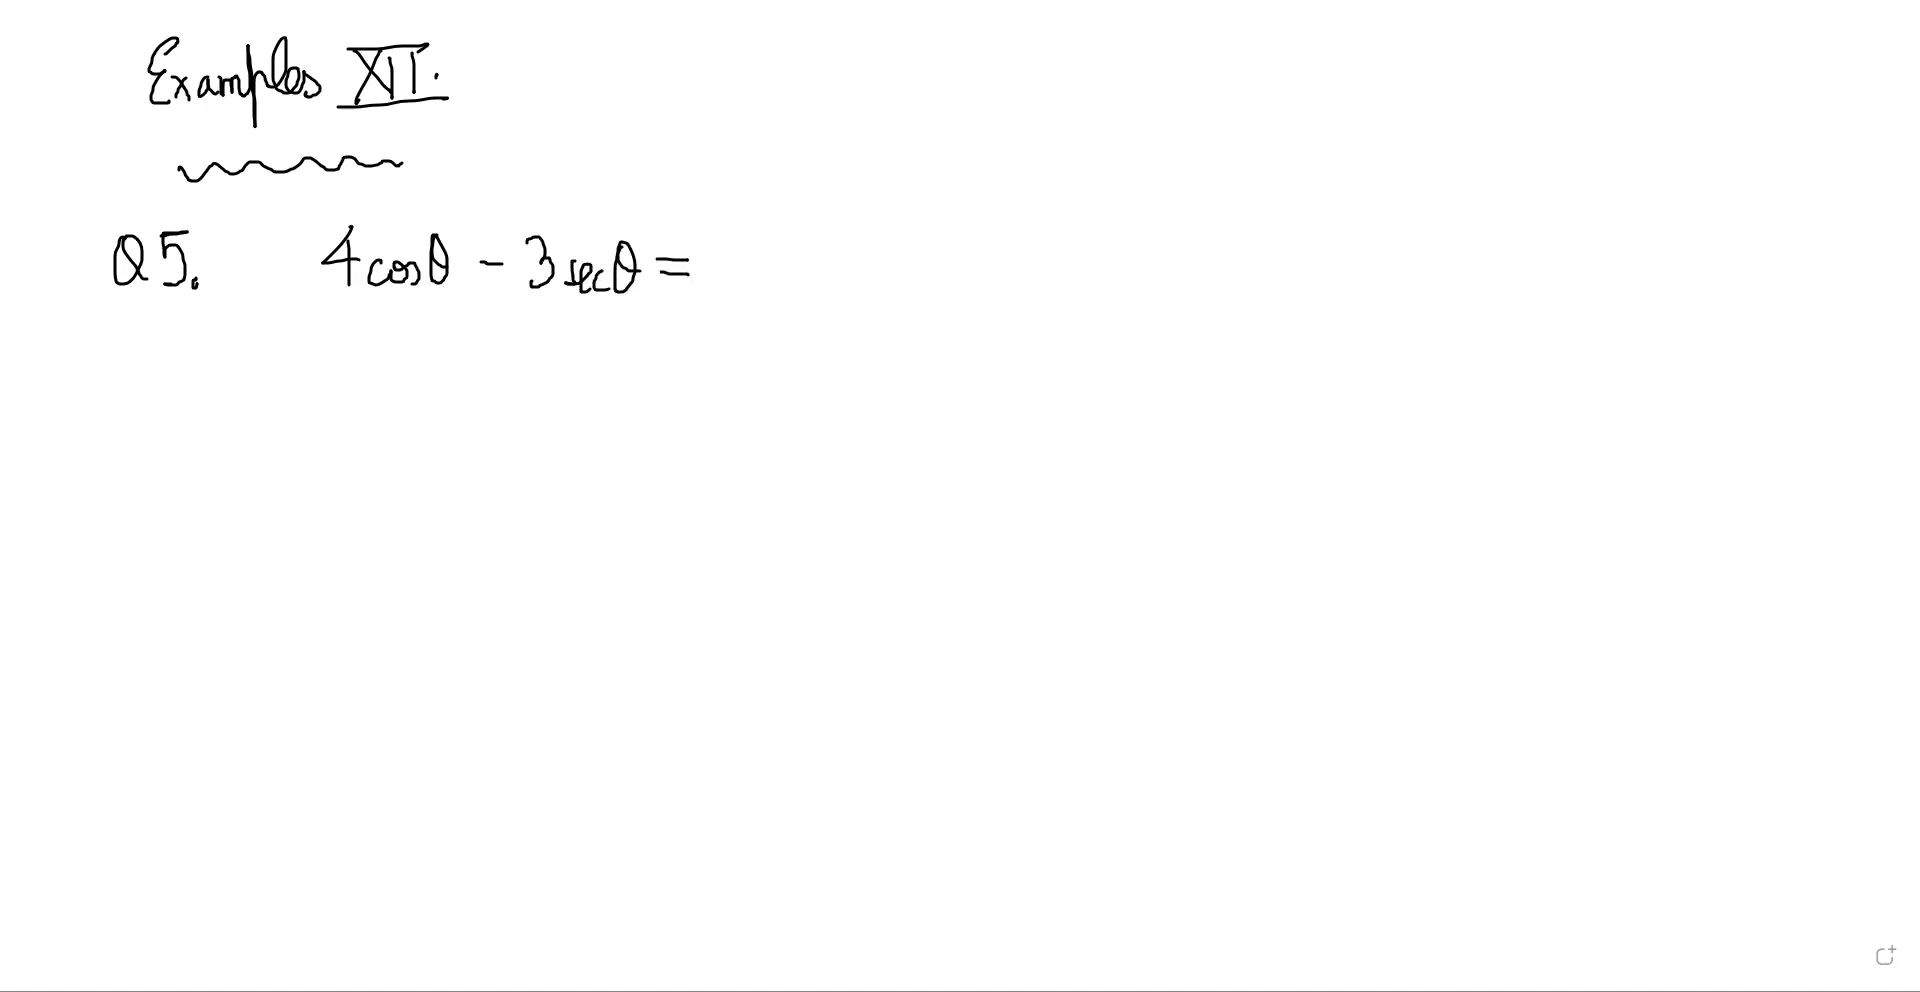 Examples XII.
Q5. 4cosθ - 3secθ =